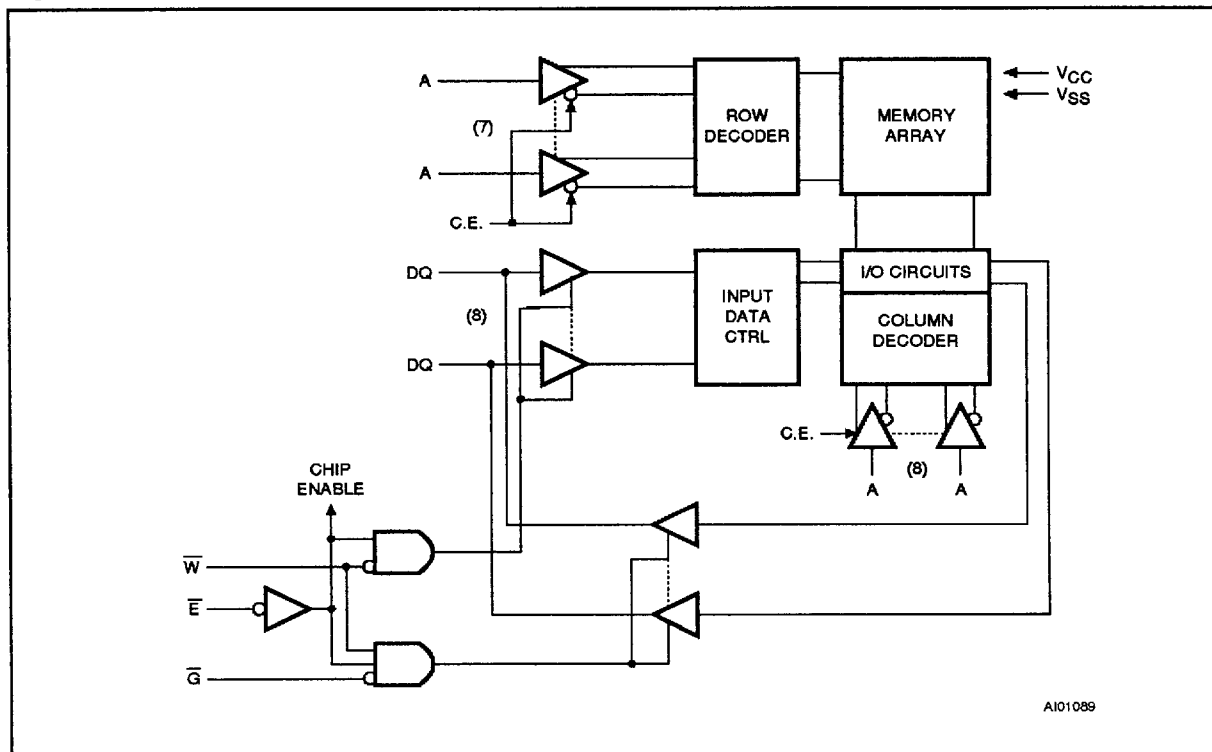 A
V̅CC
VSS
(7)
ROW
DECODER
MEMORY
ARRAY
A
C.E.
DQ
I/O CIRCUITS
(8)
INPUT
DATA
CTRL
COLUMN
DECODER
DQ
C.E.
(8)
A
A
CHIP
ENABLE
W̅
E̅
G̅
AI01089